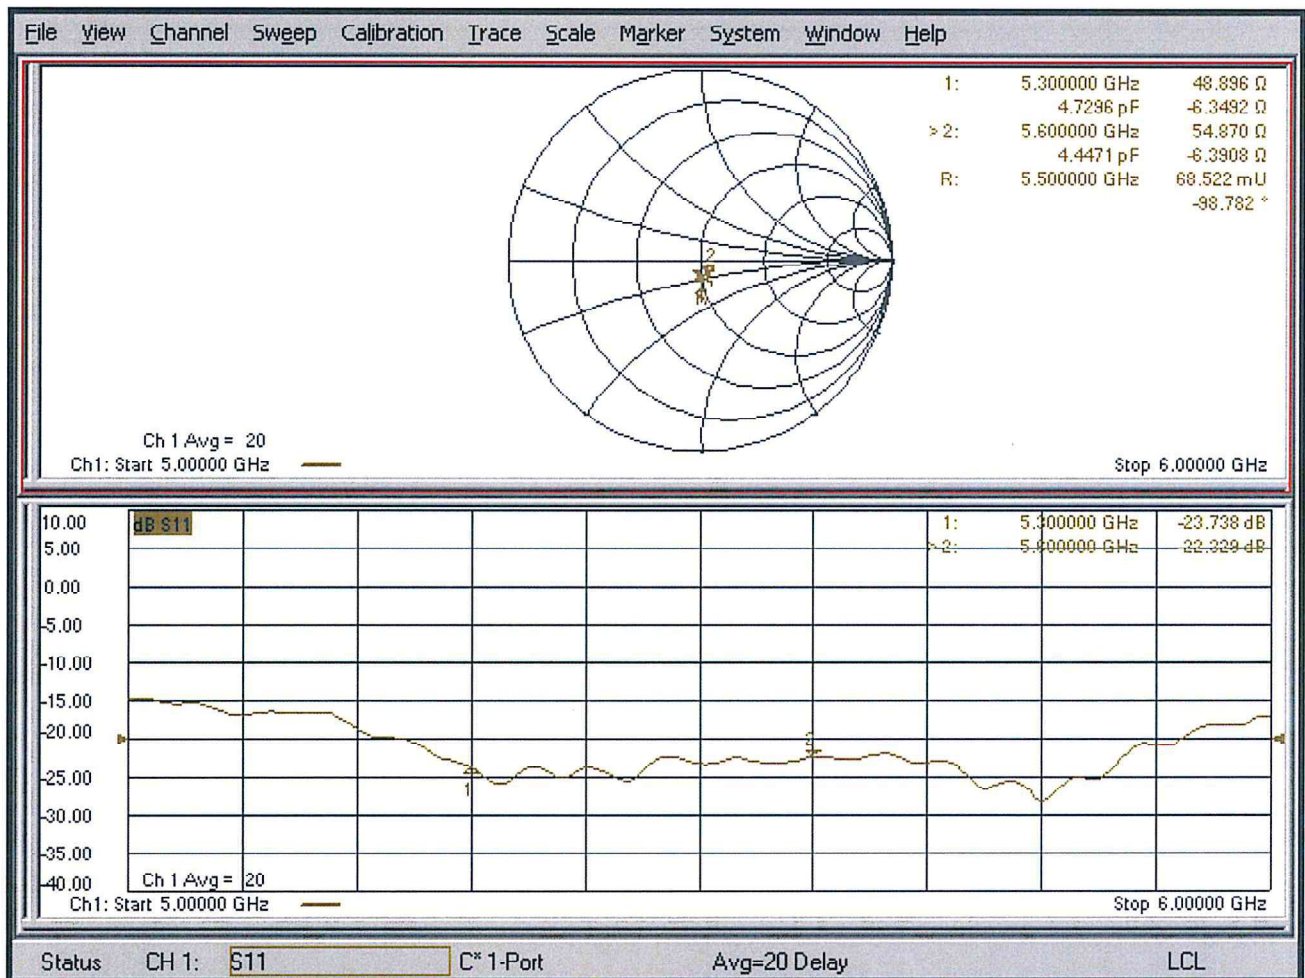 File View Channel Sweep Calibration Trace Scale Marker System Window Help
1: 5.300000 GHz 48.896 Ω
4.7296 pF -6.3492 Ω
> 2: 5.600000 GHz 54.870 Ω
4.4471 pF -6.3908 Ω
R: 5.500000 GHz 68.522 mU
-98.782 °
2
1
Ch 1 Avg = 20
Ch1: Start 5.00000 GHz Stop 6.00000 GHz
10.00 dB S11 1: 5.300000 GHz -23.738 dB
5.00 > 2: 5.600000 GHz -22.329 dB
0.00
-5.00
-10.00
-15.00
-20.00
2
-25.00
1
-30.00
-35.00
-40.00 Ch 1 Avg = 20
Ch1: Start 5.00000 GHz Stop 6.00000 GHz
Status CH 1: S11 C* 1-Port Avg=20 Delay LCL